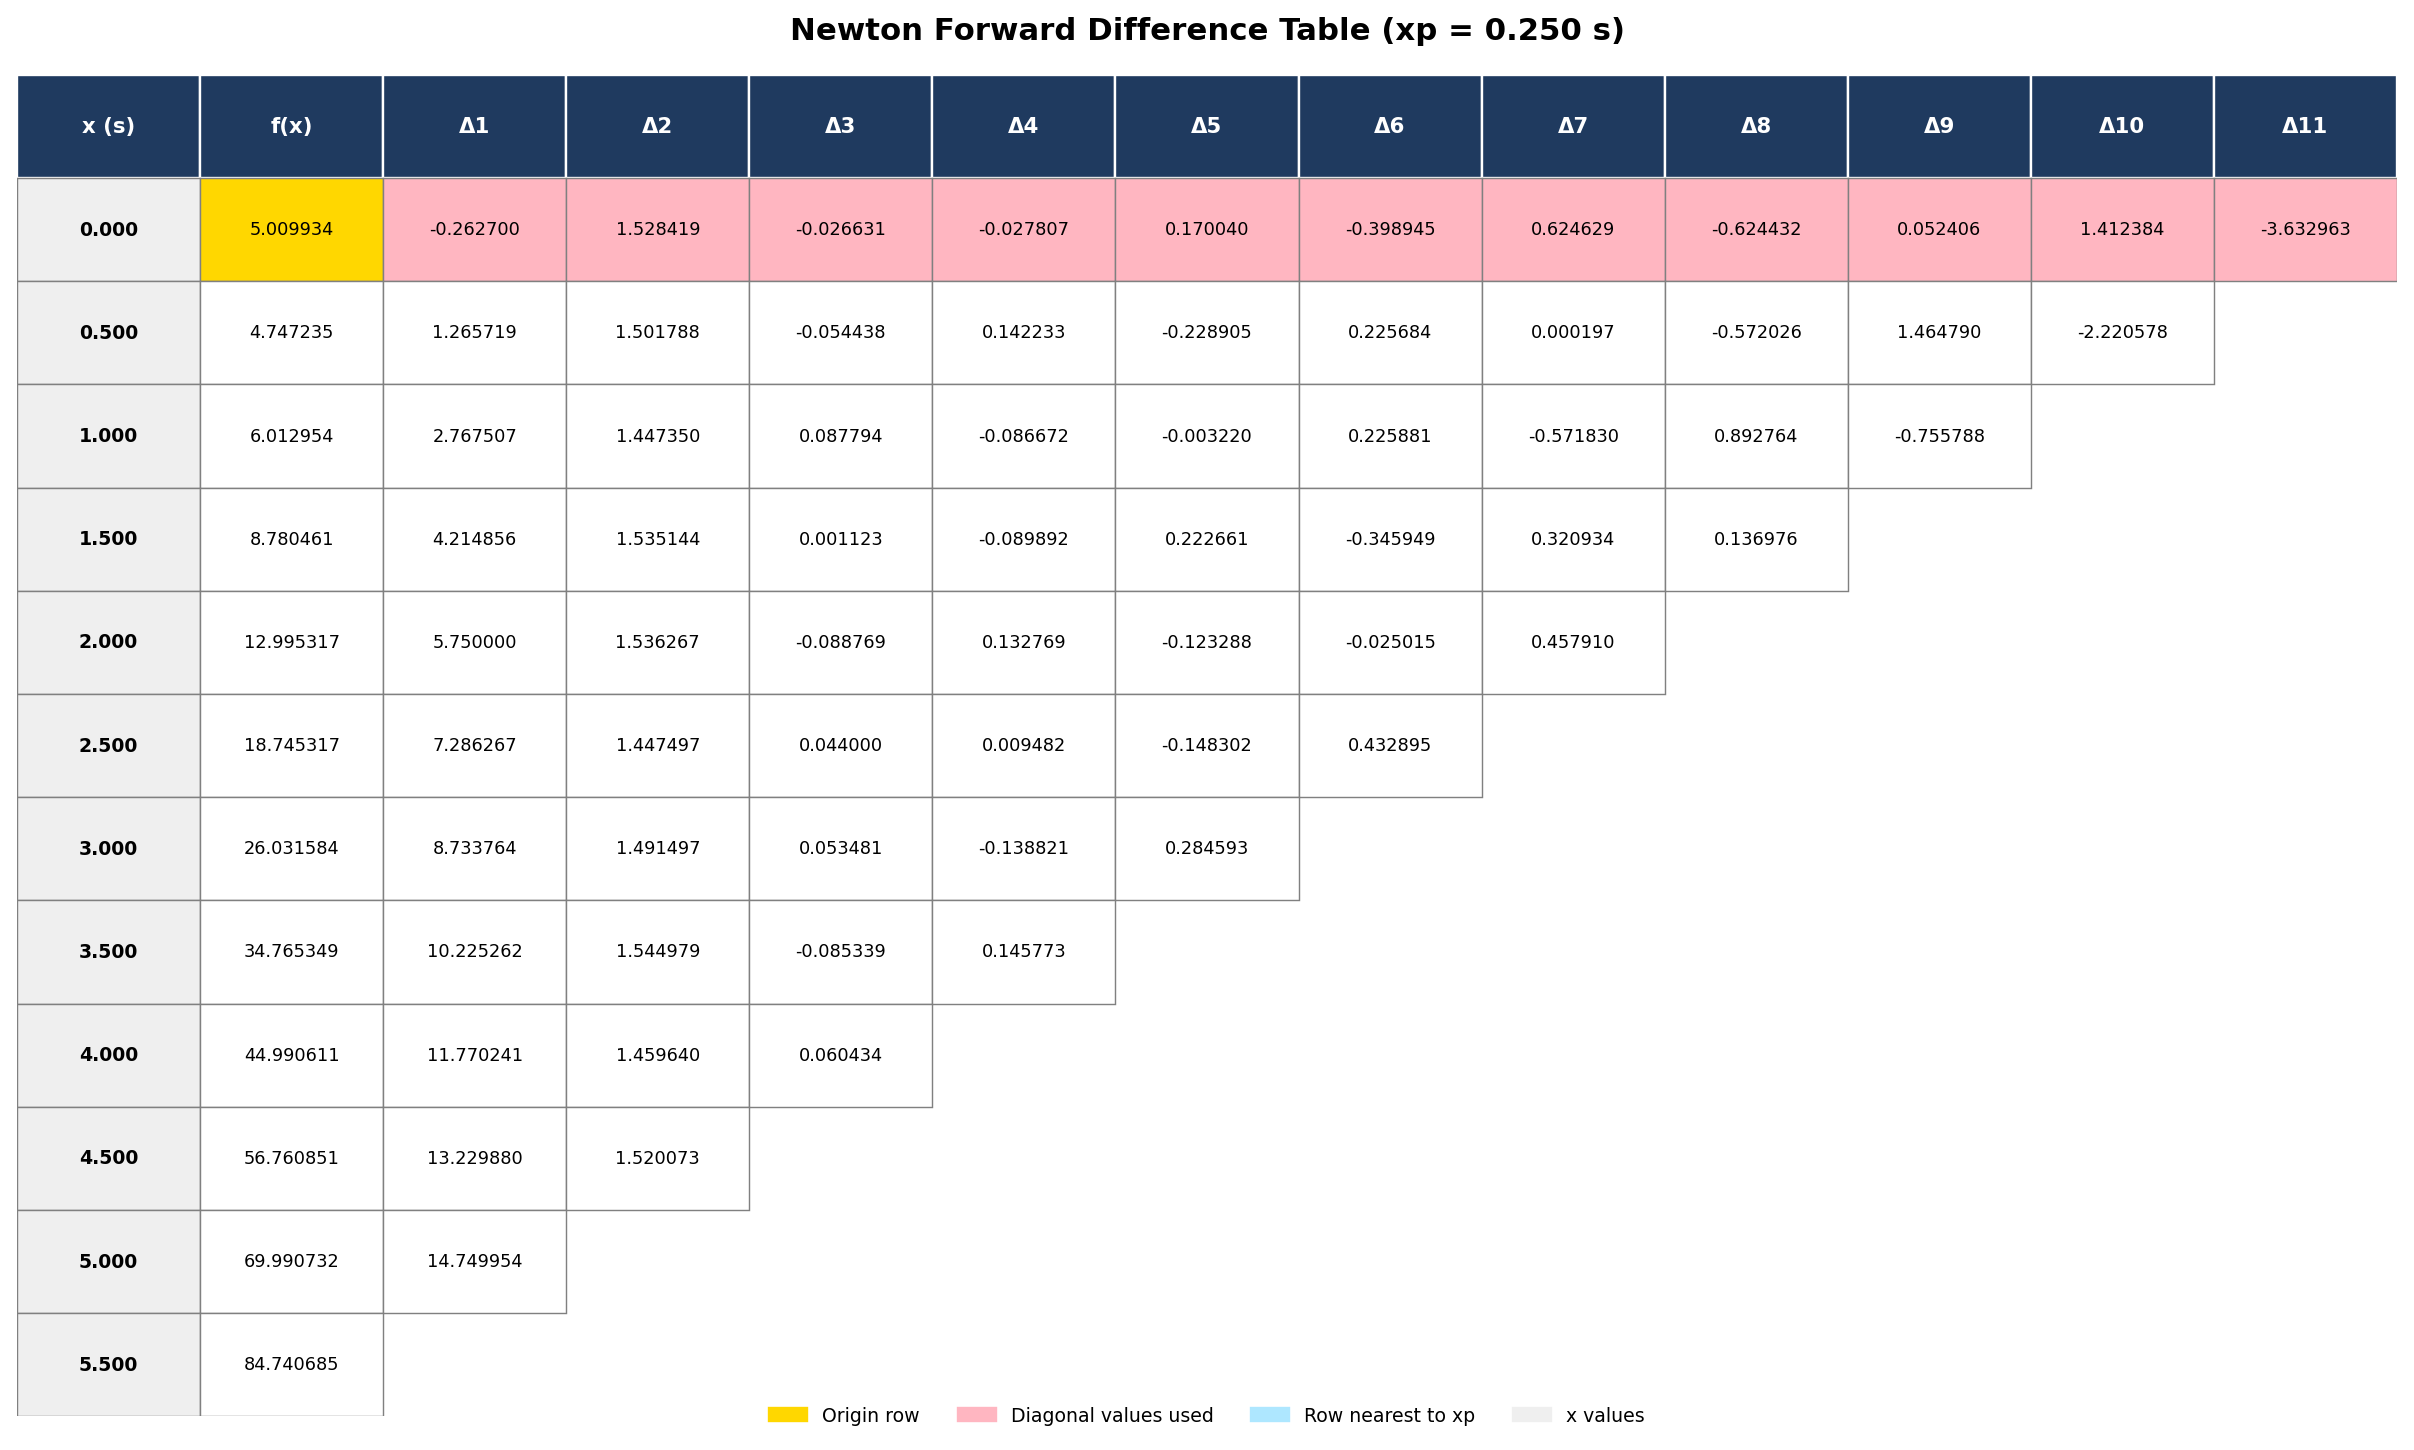 Newton Forward Difference Table (xp = 0.250 s)
x (s) f(x) Δ1 Δ2 Δ3 Δ4 Δ5 Δ6 Δ7 Δ8 Δ9 Δ10 Δ11
0.000 5.009934 -0.262700 1.528419 -0.026631 -0.027807 0.170040 -0.398945 0.624629 -0.624432 0.052406 1.412384 -3.632963
0.500 4.747235 1.265719 1.501788 -0.054438 0.142233 -0.228905 0.225684 0.000197 -0.572026 1.464790 -2.220578
1.000 6.012954 2.767507 1.447350 0.087794 -0.086672 -0.003220 0.225881 -0.571830 0.892764 -0.755788
1.500 8.780461 4.214856 1.535144 0.001123 -0.089892 0.222661 -0.345949 0.320934 0.136976
2.000 12.995317 5.750000 1.536267 -0.088769 0.132769 -0.123288 -0.025015 0.457910
2.500 18.745317 7.286267 1.447497 0.044000 0.009482 -0.148302 0.432895
3.000 26.031584 8.733764 1.491497 0.053481 -0.138821 0.284593
3.500 34.765349 10.225262 1.544979 -0.085339 0.145773
4.000 44.990611 11.770241 1.459640 0.060434
4.500 56.760851 13.229880 1.520073
5.000 69.990732 14.749954
5.500 84.740685
Origin row Diagonal values used Row nearest to xp x values